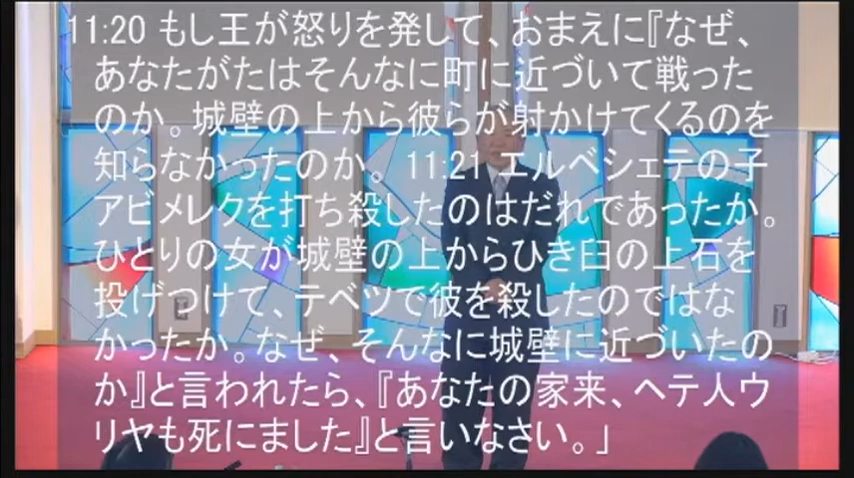 11:20 もし王が怒りを発して、おまえに『なぜ、
あなたがたはそんなに町に近づいて戦った
のか。城壁の上から彼らが射かけてくるのを
知らなかったのか。 11:21 エルベシェテの子
アビメレクを打ち殺したのはだれであったか。
ひとりの女が城壁の上からひき臼の上石を
投げつけて、テベツで彼を殺したのではな
かったか。なぜ、そんなに城壁に近づいたの
か』と言われたら、『あなたの家来、ヘテ人ウ
リヤも死にました』と言いなさい。」